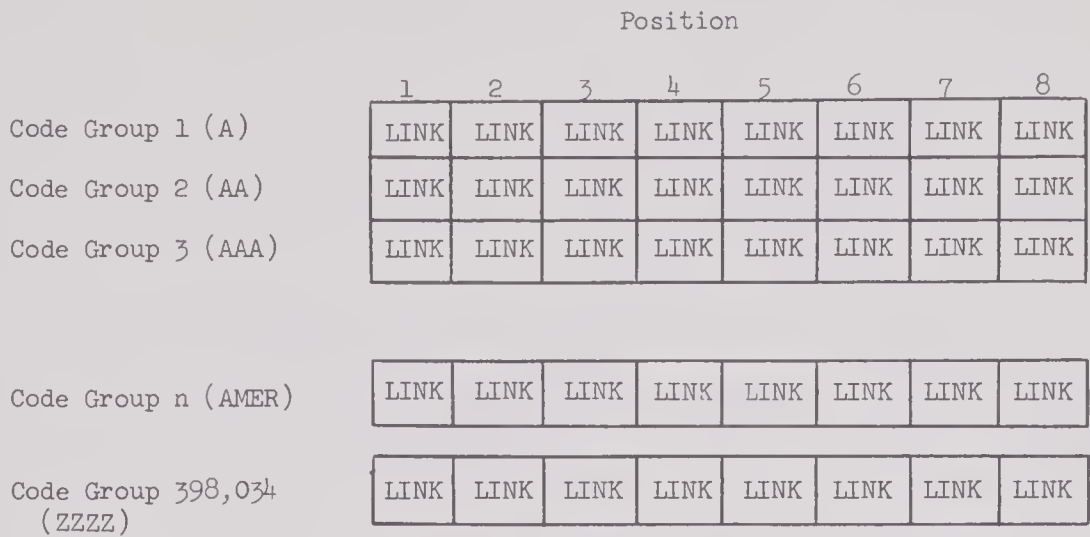 Position
1 2 3 4 5 6 7 8
Code Group 1 (A) LINK LINK LINK LINK LINK LINK LINK LINK
Code Group 2 (AA) LINK LINK LINK LINK LINK LINK LINK LINK
Code Group 3 (AAA) LINK LINK LINK LINK LINK LINK LINK LINK
Code Group n (AMER) LINK LINK LINK LINK LINK LINK LINK LINK
Code Group 398,034 LINK LINK LINK LINK LINK LINK LINK LINK
(ZZZZ)